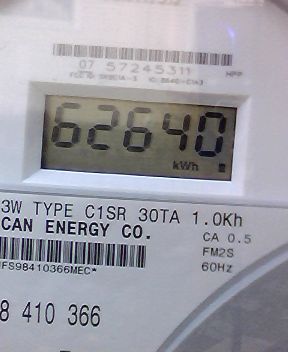 07 57245311 HPP
62640
kWh
3W TYPE C1SR 30TA 1.0Kh
CAN ENERGY CO.
CA 0.5
FM2S
60Hz
FS98410366MEC*
8 410 366